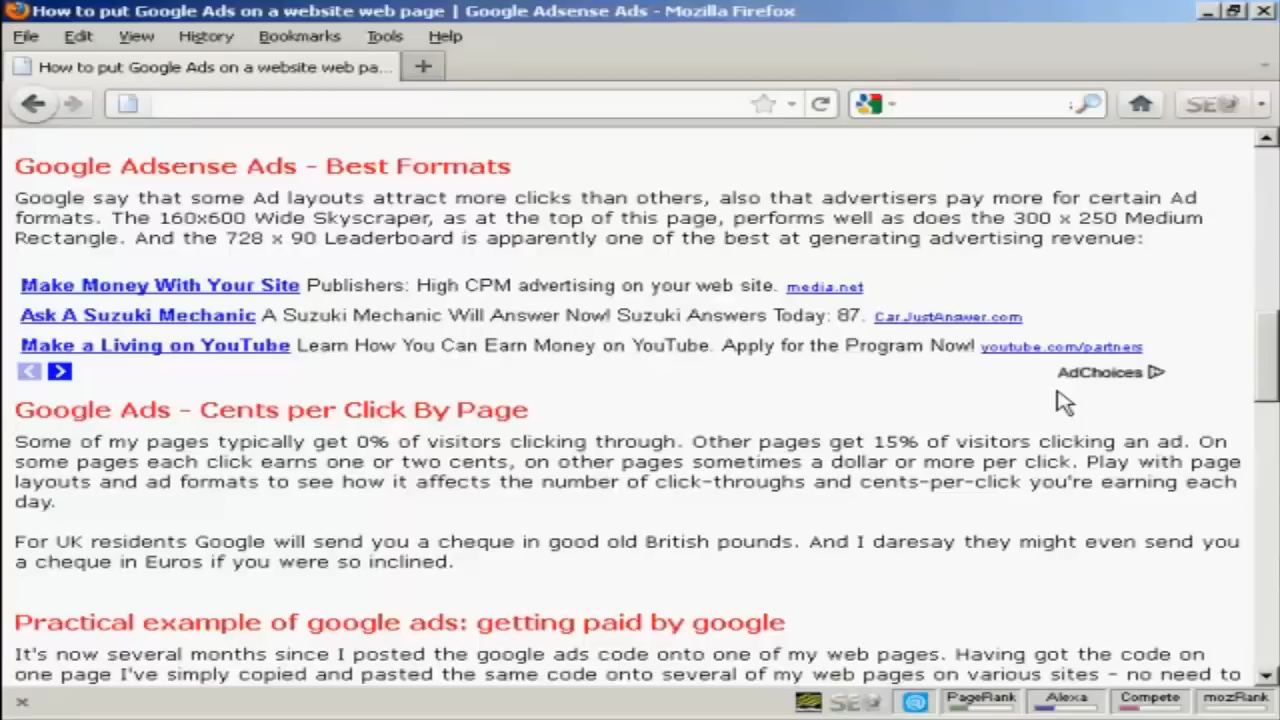 How to put Google Ads on a website web page | Google Adsense Ads - Mozilla Firefox
File Edit View History Bookmarks Tools Help
How to put Google Ads on a website web pa...
SEO
Google Adsense Ads - Best Formats
Google say that some Ad layouts attract more clicks than others, also that advertisers pay more for certain Ad
formats. The 160x600 Wide Skyscraper, as at the top of this page, performs well as does the 300 x 250 Medium
Rectangle. And the 728 x 90 Leaderboard is apparently one of the best at generating advertising revenue:
Make Money With Your Site Publishers: High CPM advertising on your web site. media.net
Ask A Suzuki Mechanic A Suzuki Mechanic Will Answer Now! Suzuki Answers Today: 87. Car.JustAnswer.com
Make a Living on YouTube Learn How You Can Earn Money on YouTube. Apply for the Program Now! youtube.com/partners
AdChoices
Google Ads - Cents per Click By Page
Some of my pages typically get 0% of visitors clicking through. Other pages get 15% of visitors clicking an ad. On
some pages each click earns one or two cents, on other pages sometimes a dollar or more per click. Play with page
layouts and ad formats to see how it affects the number of click-throughs and cents-per-click you're earning each
day.
For UK residents Google will send you a cheque in good old British pounds. And I daresay they might even send you
a cheque in Euros if you were so inclined.
Practical example of google ads: getting paid by google
It's now several months since I posted the google ads code onto one of my web pages. Having got the code on
one page I've simply copied and pasted the same code onto several of my web pages on various sites - no need to
SEO PageRank Alexa Compete mozRank